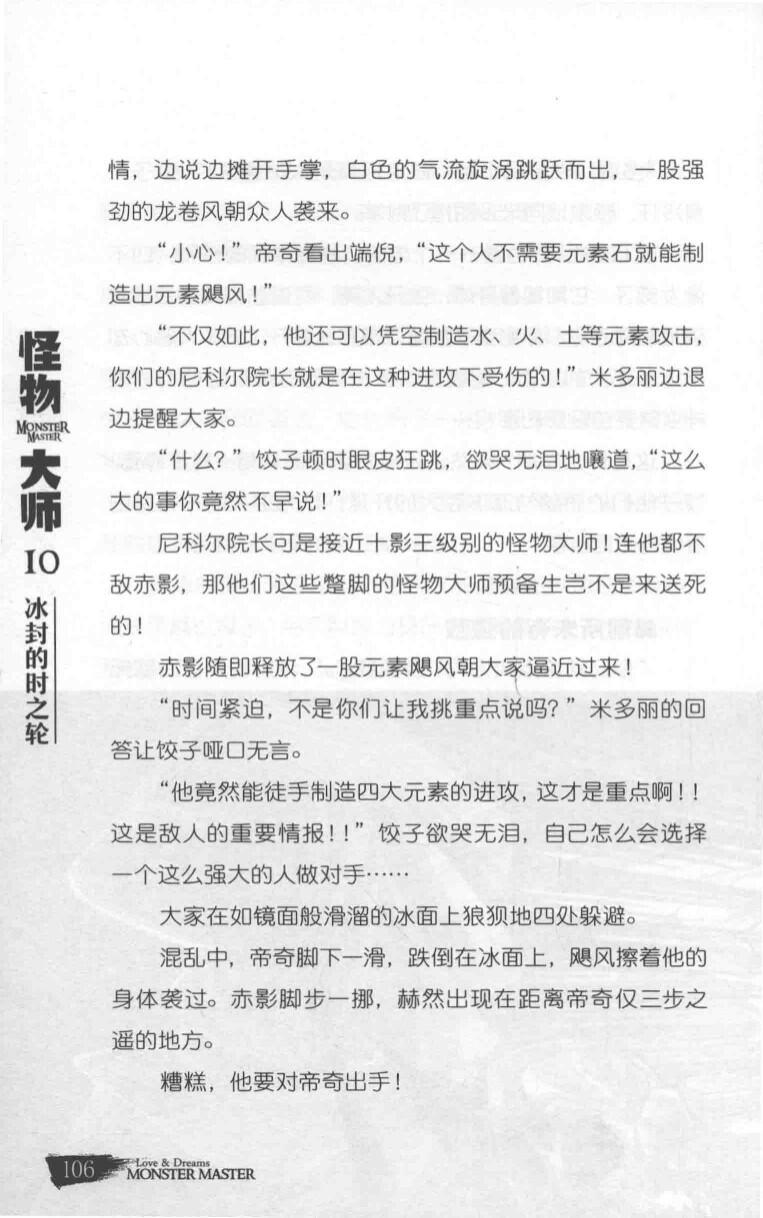 情，边说边摊开手掌，白色的气流旋涡跳跃而出，一股强
劲的龙卷风朝众人袭来。
“小心！”帝奇看出端倪，“这个人不需要元素石就能制
造出元素飓风！”
“不仅如此，他还可以凭空制造水、火、土等元素攻击，
你们的尼科尔院长就是在这种进攻下受伤的！”米多丽边退
边提醒大家。
“什么？”饺子顿时眼皮狂跳，欲哭无泪地嚷道，“这么
大的事你竟然不早说！”
尼科尔院长可是接近十影王级别的怪物大师！连他都不
敌赤影，那他们这些蹩脚的怪物大师预备生岂不是来送死
的！
赤影随即释放了一股元素飓风朝大家逼近过来！
“时间紧迫，不是你们让我挑重点说吗？”米多丽的回
答让饺子哑口无言。
“他竟然能徒手制造四大元素的进攻，这才是重点啊！！
这是敌人的重要情报！！”饺子欲哭无泪，自己怎么会选择
一个这么强大的人做对手……
大家在如镜面般滑溜的冰面上狼狈地四处躲避。
混乱中，帝奇脚下一滑，跌倒在冰面上，飓风擦着他的
身体袭过。赤影脚步一挪，赫然出现在距离帝奇仅三步之
遥的地方。
糟糕，他要对帝奇出手！
怪物
MONSTER
MASTER
大师
10
冰封的时之轮
106
Love & Dreams
MONSTER MASTER